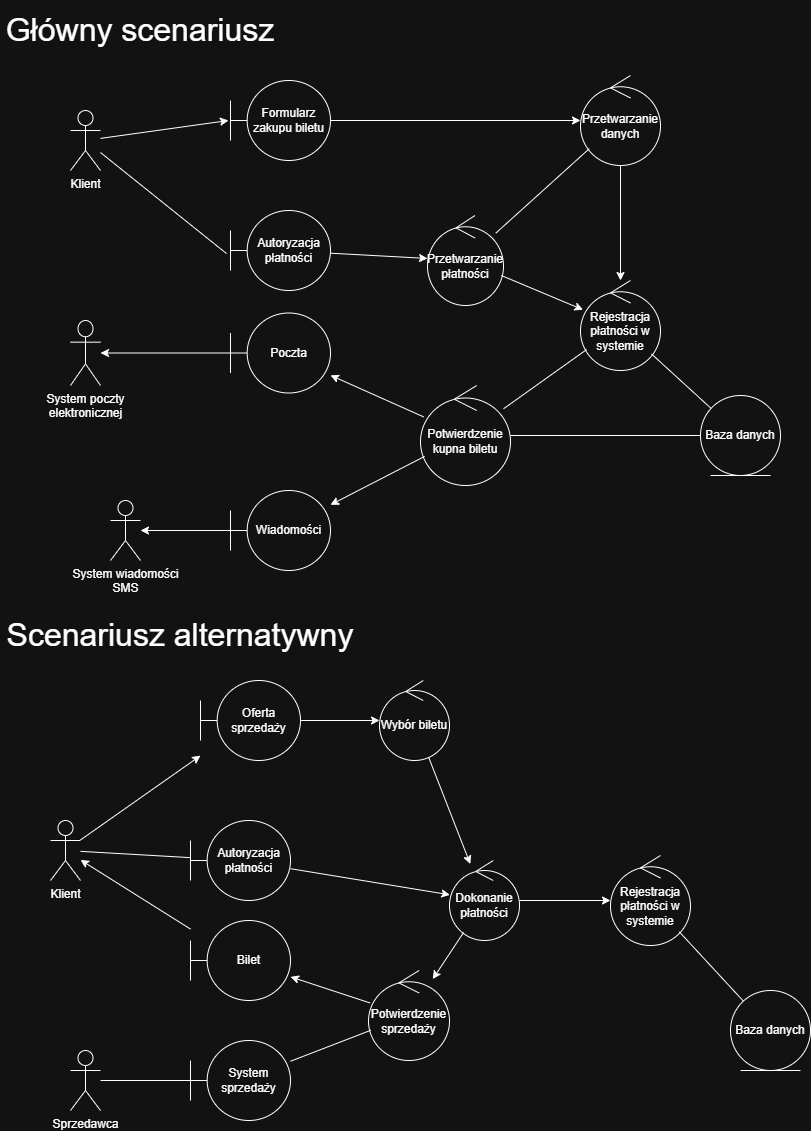 Główny scenariusz
Formularz
zakupu biletu
Przetwarzanie
danych
Klient
Autoryzacja
płatności
Przetwarzanie
płatności
Rejestracja
płatności w
systemie
Poczta
System poczty
elektronicznej
Potwierdzenie
kupna biletu
Baza danych
Wiadomości
System wiadomości
SMS
Scenariusz alternatywny
Oferta
sprzedaży
Wybór biletu
Autoryzacja
płatności
Klient
Dokonanie
płatności
Rejestracja
płatności w
systemie
Bilet
Potwierdzenie
sprzedaży
Baza danych
System
sprzedaży
Sprzedawca